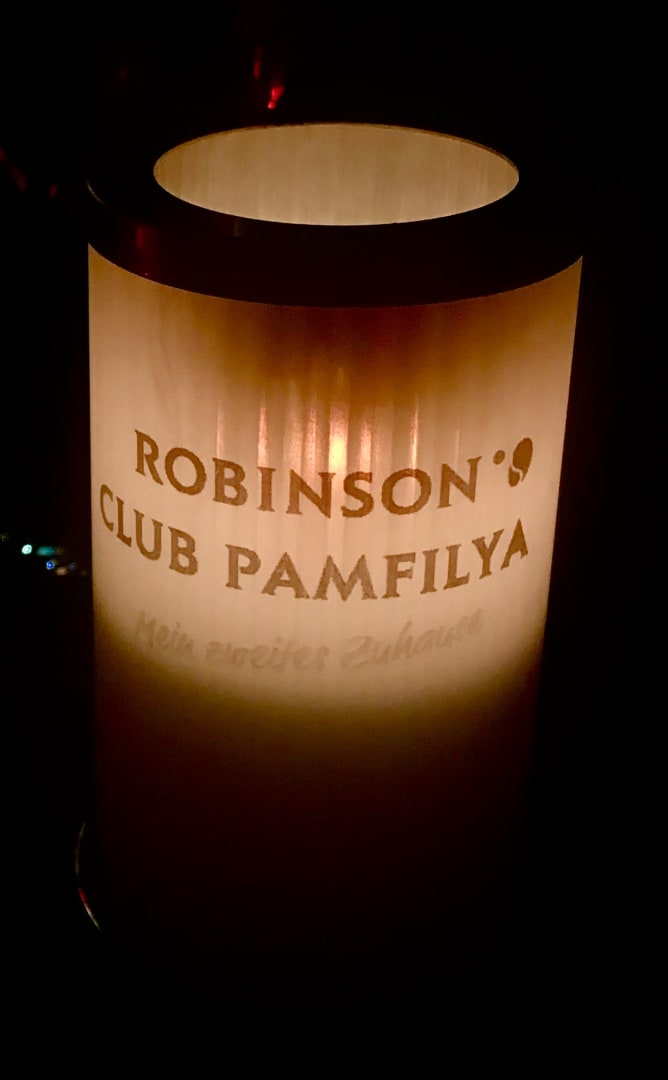 ROBINSON
CLUB PAMFILYA
Mein zweites Zuhause